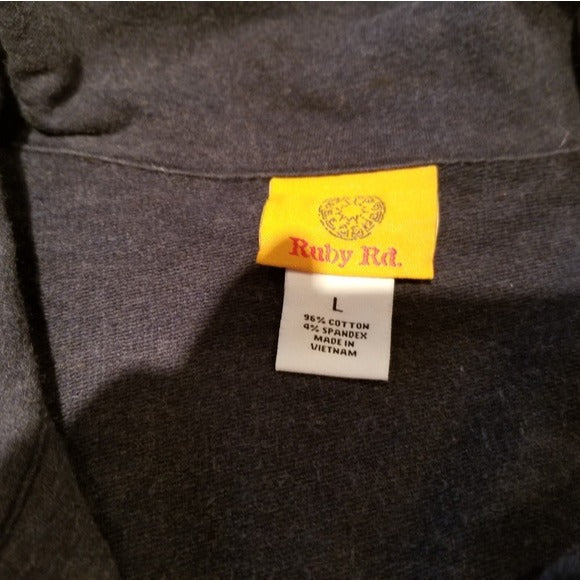 Ruby Rd.
L
96% COTTON
4% SPANDEX
MADE IN
VIETNAM